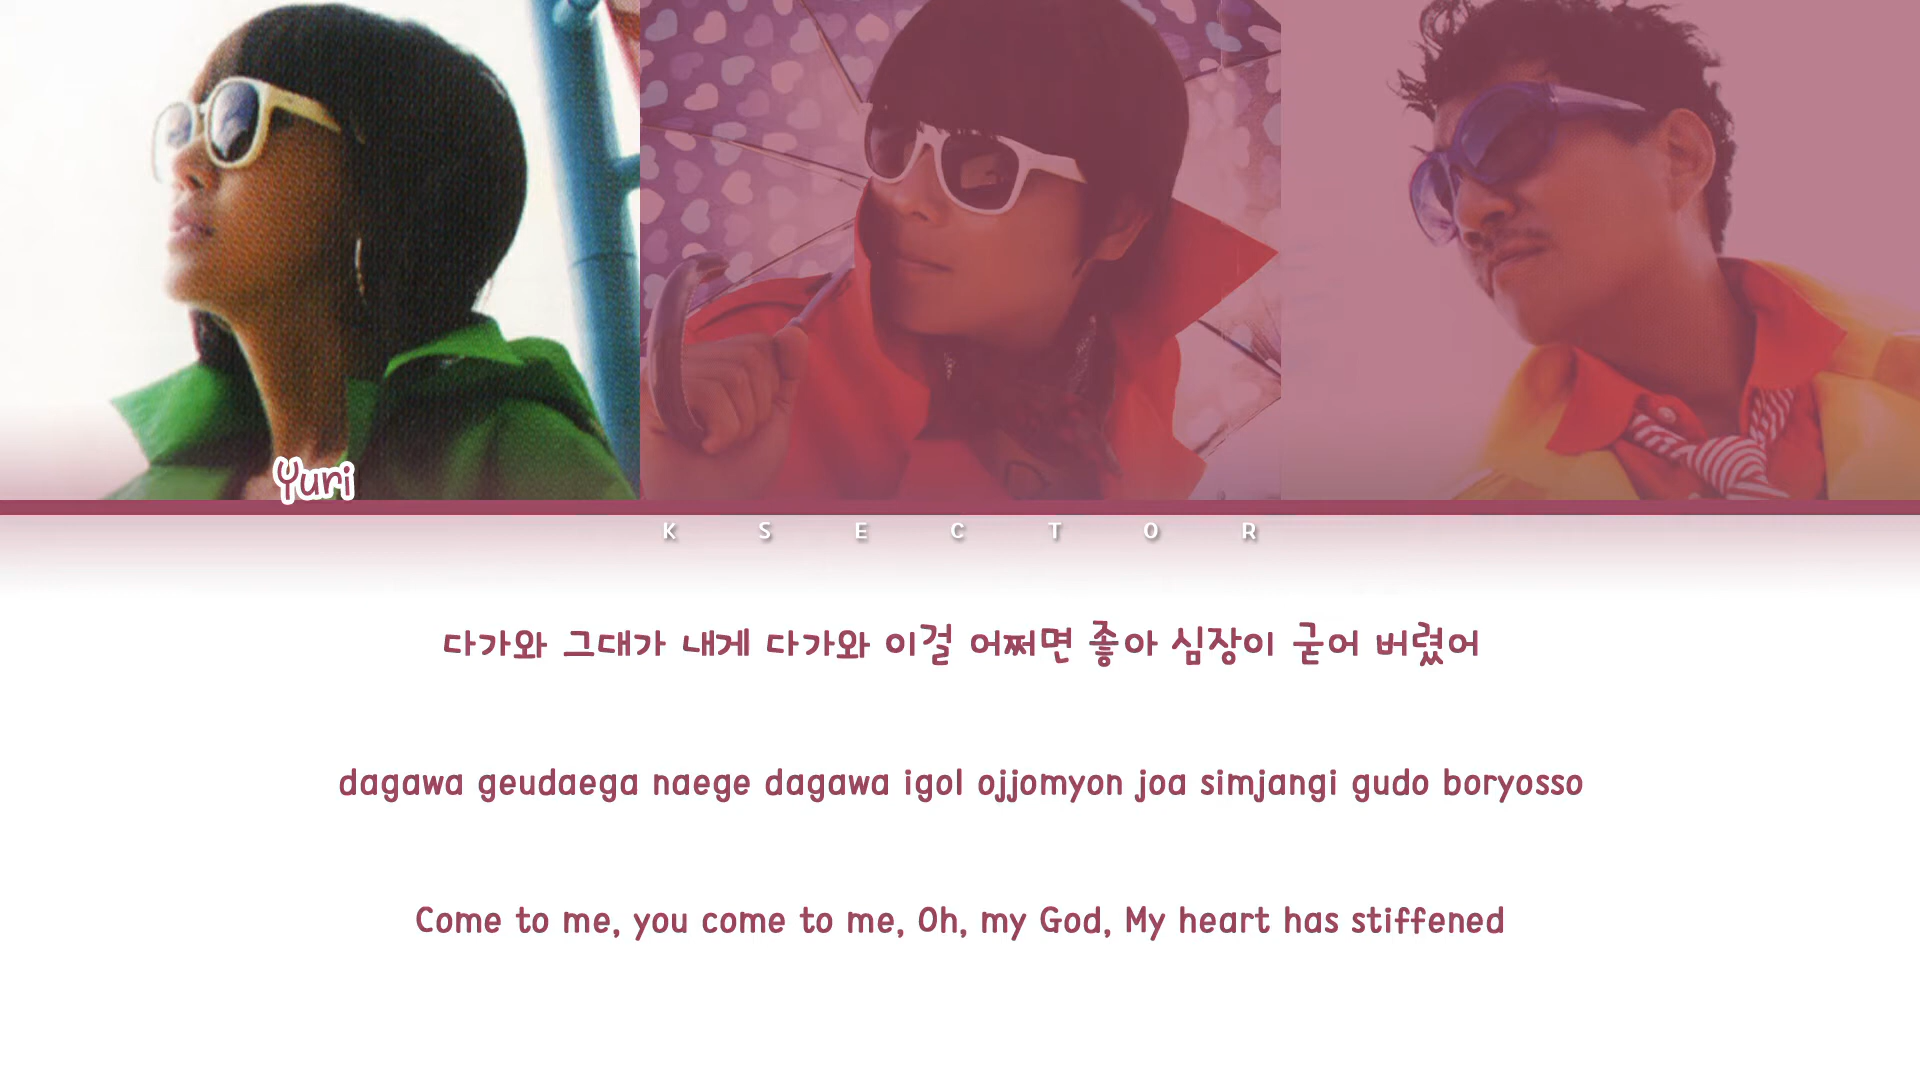 Yuri
K S E C T O R
다가와 그대가 내게 다가와 이걸 어쩌면 좋아 심장이 굳어 버렸어
dagawa geudaega naege dagawa igol ojjomyon joa simjangi gudo boryosso
Come to me, you come to me, Oh, my God, My heart has stiffened